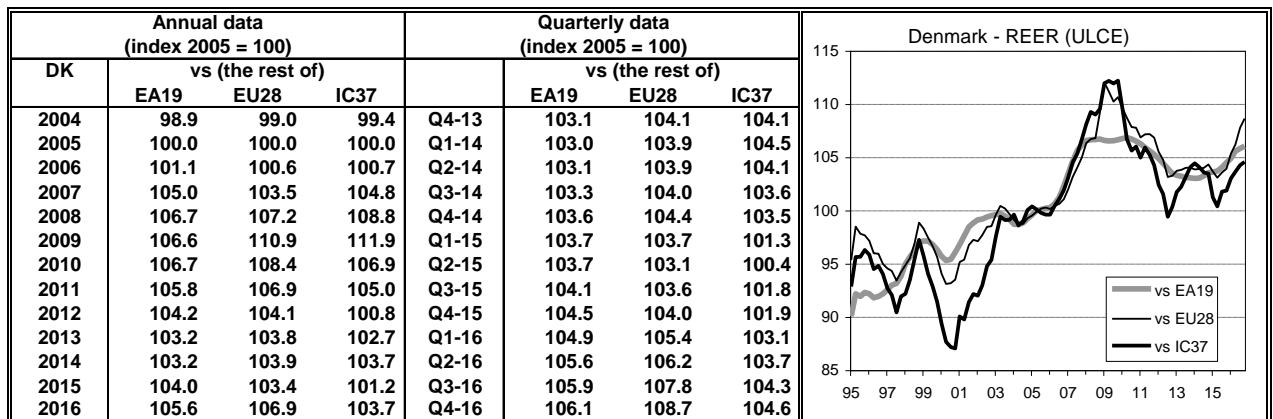 Annual data
(index 2005 = 100)
Quarterly data
(index 2005 = 100)
DK vs (the rest of) vs (the rest of)
EA19 EU28 IC37 EA19 EU28 IC37
2004 98.9 99.0 99.4 Q4-13 103.1 104.1 104.1
2005 100.0 100.0 100.0 Q1-14 103.0 103.9 104.5
2006 101.1 100.6 100.7 Q2-14 103.1 103.9 104.1
2007 105.0 103.5 104.8 Q3-14 103.3 104.0 103.6
2008 106.7 107.2 108.8 Q4-14 103.6 104.4 103.5
2009 106.6 110.9 111.9 Q1-15 103.7 103.7 101.3
2010 106.7 108.4 106.9 Q2-15 103.7 103.1 100.4
2011 105.8 106.9 105.0 Q3-15 104.1 103.6 101.8
2012 104.2 104.1 100.8 Q4-15 104.5 104.0 101.9
2013 103.2 103.8 102.7 Q1-16 104.9 105.4 103.1
2014 103.2 103.9 103.7 Q2-16 105.6 106.2 103.7
2015 104.0 103.4 101.2 Q3-16 105.9 107.8 104.3
2016 105.6 106.9 103.7 Q4-16 106.1 108.7 104.6
Denmark - REER (ULCE)
115
110
105
100
95
90
85
95 97 99 01 03 05 07 09 11 13 15
vs EA19
vs EU28
vs IC37